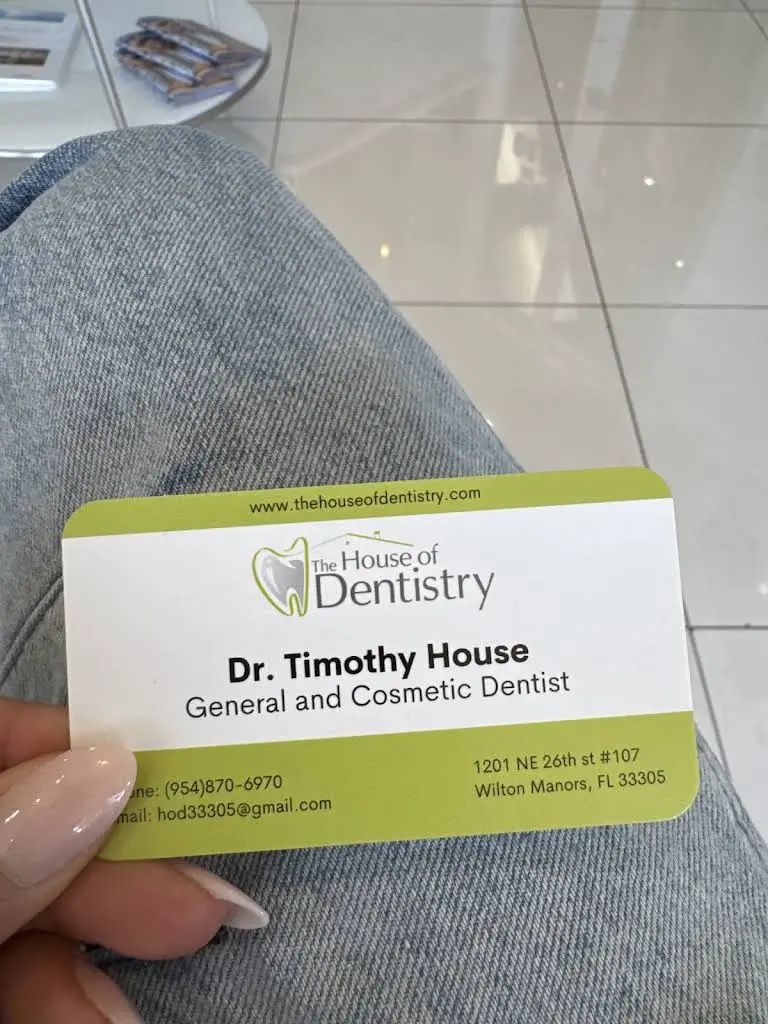 www.thehouseofdentistry.com
The House of
Dentistry
Dr. Timothy House
General and Cosmetic Dentist
one: (954)870-6970
mail: hod33305@gmail.com
1201 NE 26th st #107
Wilton Manors, FL 33305